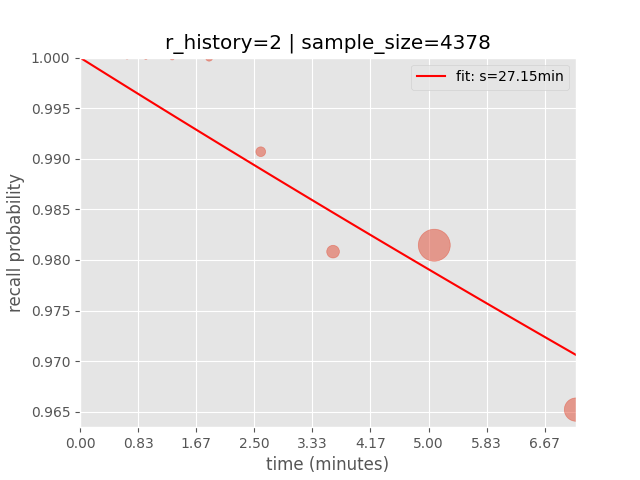 r_history=2 | sample_size=4378
fit: s=27.15min
recall probability
1.000
0.995
0.990
0.985
0.980
0.975
0.970
0.965
0.00 0.83 1.67 2.50 3.33 4.17 5.00 5.83 6.67
time (minutes)